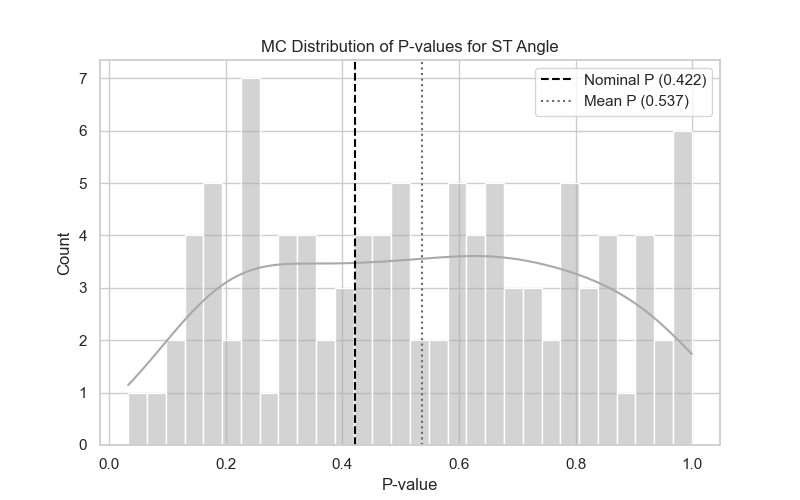 MC Distribution of P-values for ST Angle
Nominal P (0.422)
Mean P (0.537)
Count
7
6
5
4
3
2
1
0
0.0 0.2 0.4 0.6 0.8 1.0
P-value